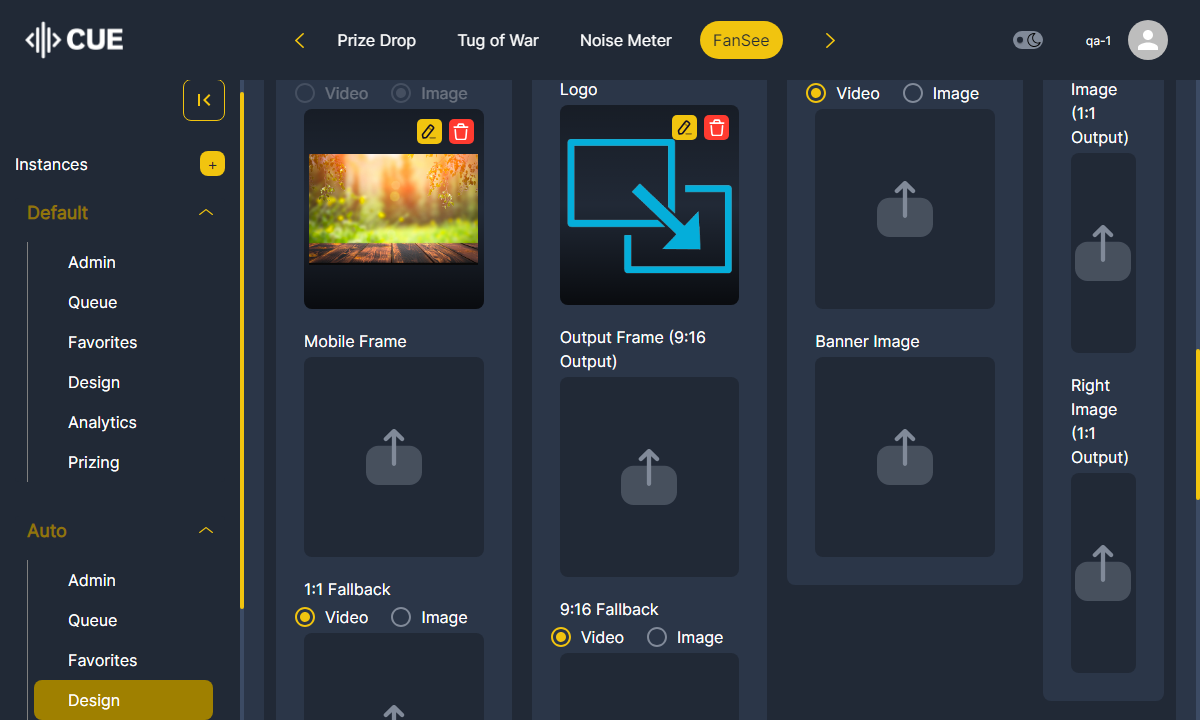 CUE
Prize Drop
Tug of War
Noise Meter
FanSee
qa-1
Instances
+
Default
Admin
Queue
Favorites
Design
Analytics
Prizing
Auto
Admin
Queue
Favorites
Design
Video
Image
Mobile Frame
1:1 Fallback
Video
Image
Logo
Output Frame (9:16
Output)
9:16 Fallback
Video
Image
Video
Image
Banner Image
Image
(1:1
Output)
Right
Image
(1:1
Output)